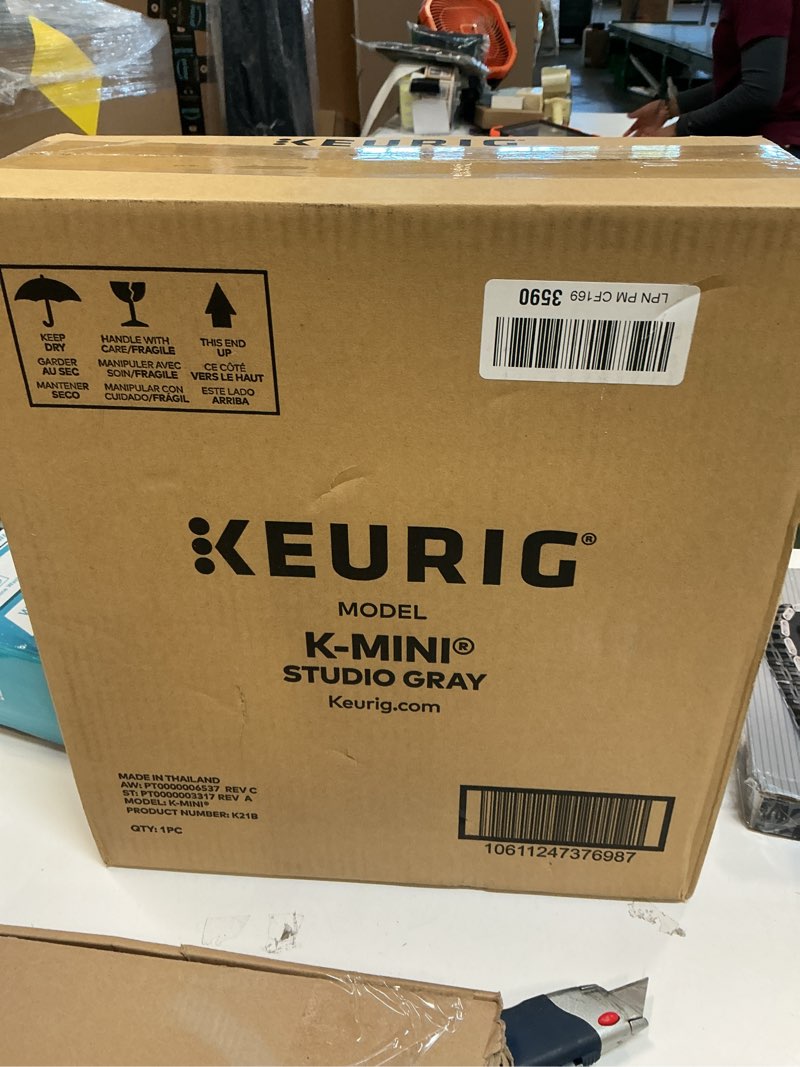 KEURIG
LPN PM CF169 3590
KEEP
DRY
GARDER
AU SEC
MANTENER
SECO
HANDLE WITH
CARE/FRAGILE
MANIPULER AVEC
SOIN/FRAGILE
MANIPULAR CON
CUIDADO/FRÁGIL
THIS END
UP
CE CÔTÉ
VERS LE HAUT
ESTE LADO
ARRIBA
KEURIG®
MODEL
K-MINI®
STUDIO GRAY
Keurig.com
MADE IN THAILAND
AW: PT0000006537 REV C
ST: PT0000003317 REV A
MODEL: K-MINI®
PRODUCT NUMBER: K21B
QTY: 1PC
10611247376987